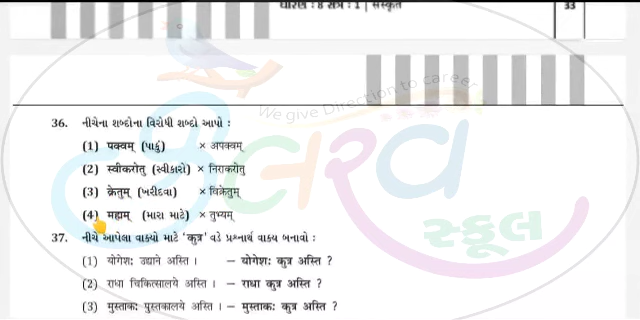 ધોરણ : 8 સત્ર : 1 | સંસ્કૃત 33
We give Direction to career
કલરવ
સ્કૂલ
36. નીચેના શબ્દોના વિરોધી શબ્દો આપો :
(1) पक्वम् (પાકું) × अपक्वम्
(2) स्वीकरोतु (સ્વીકારો) × निराकरोतु
(3) क्रेतुम् (ખરીદવા) × विक्रेतुम्
(4) मह्यम् (મારા માટે) × तुभ्यम्
37. નીચે આપેલા વાક્યો માટે 'कुत्र' વડે પ્રશ્નાર્થ વાક્ય બનાવો :
(1) योगेशः उद्याने अस्ति । – योगेशः कुत्र अस्ति ?
(2) राधा चिकित्सालये अस्ति । – राधा कुत्र अस्ति ?
(3) मुस्ताकः पुस्तकालये अस्ति । – मुस्ताकः कुत्र अस्ति ?